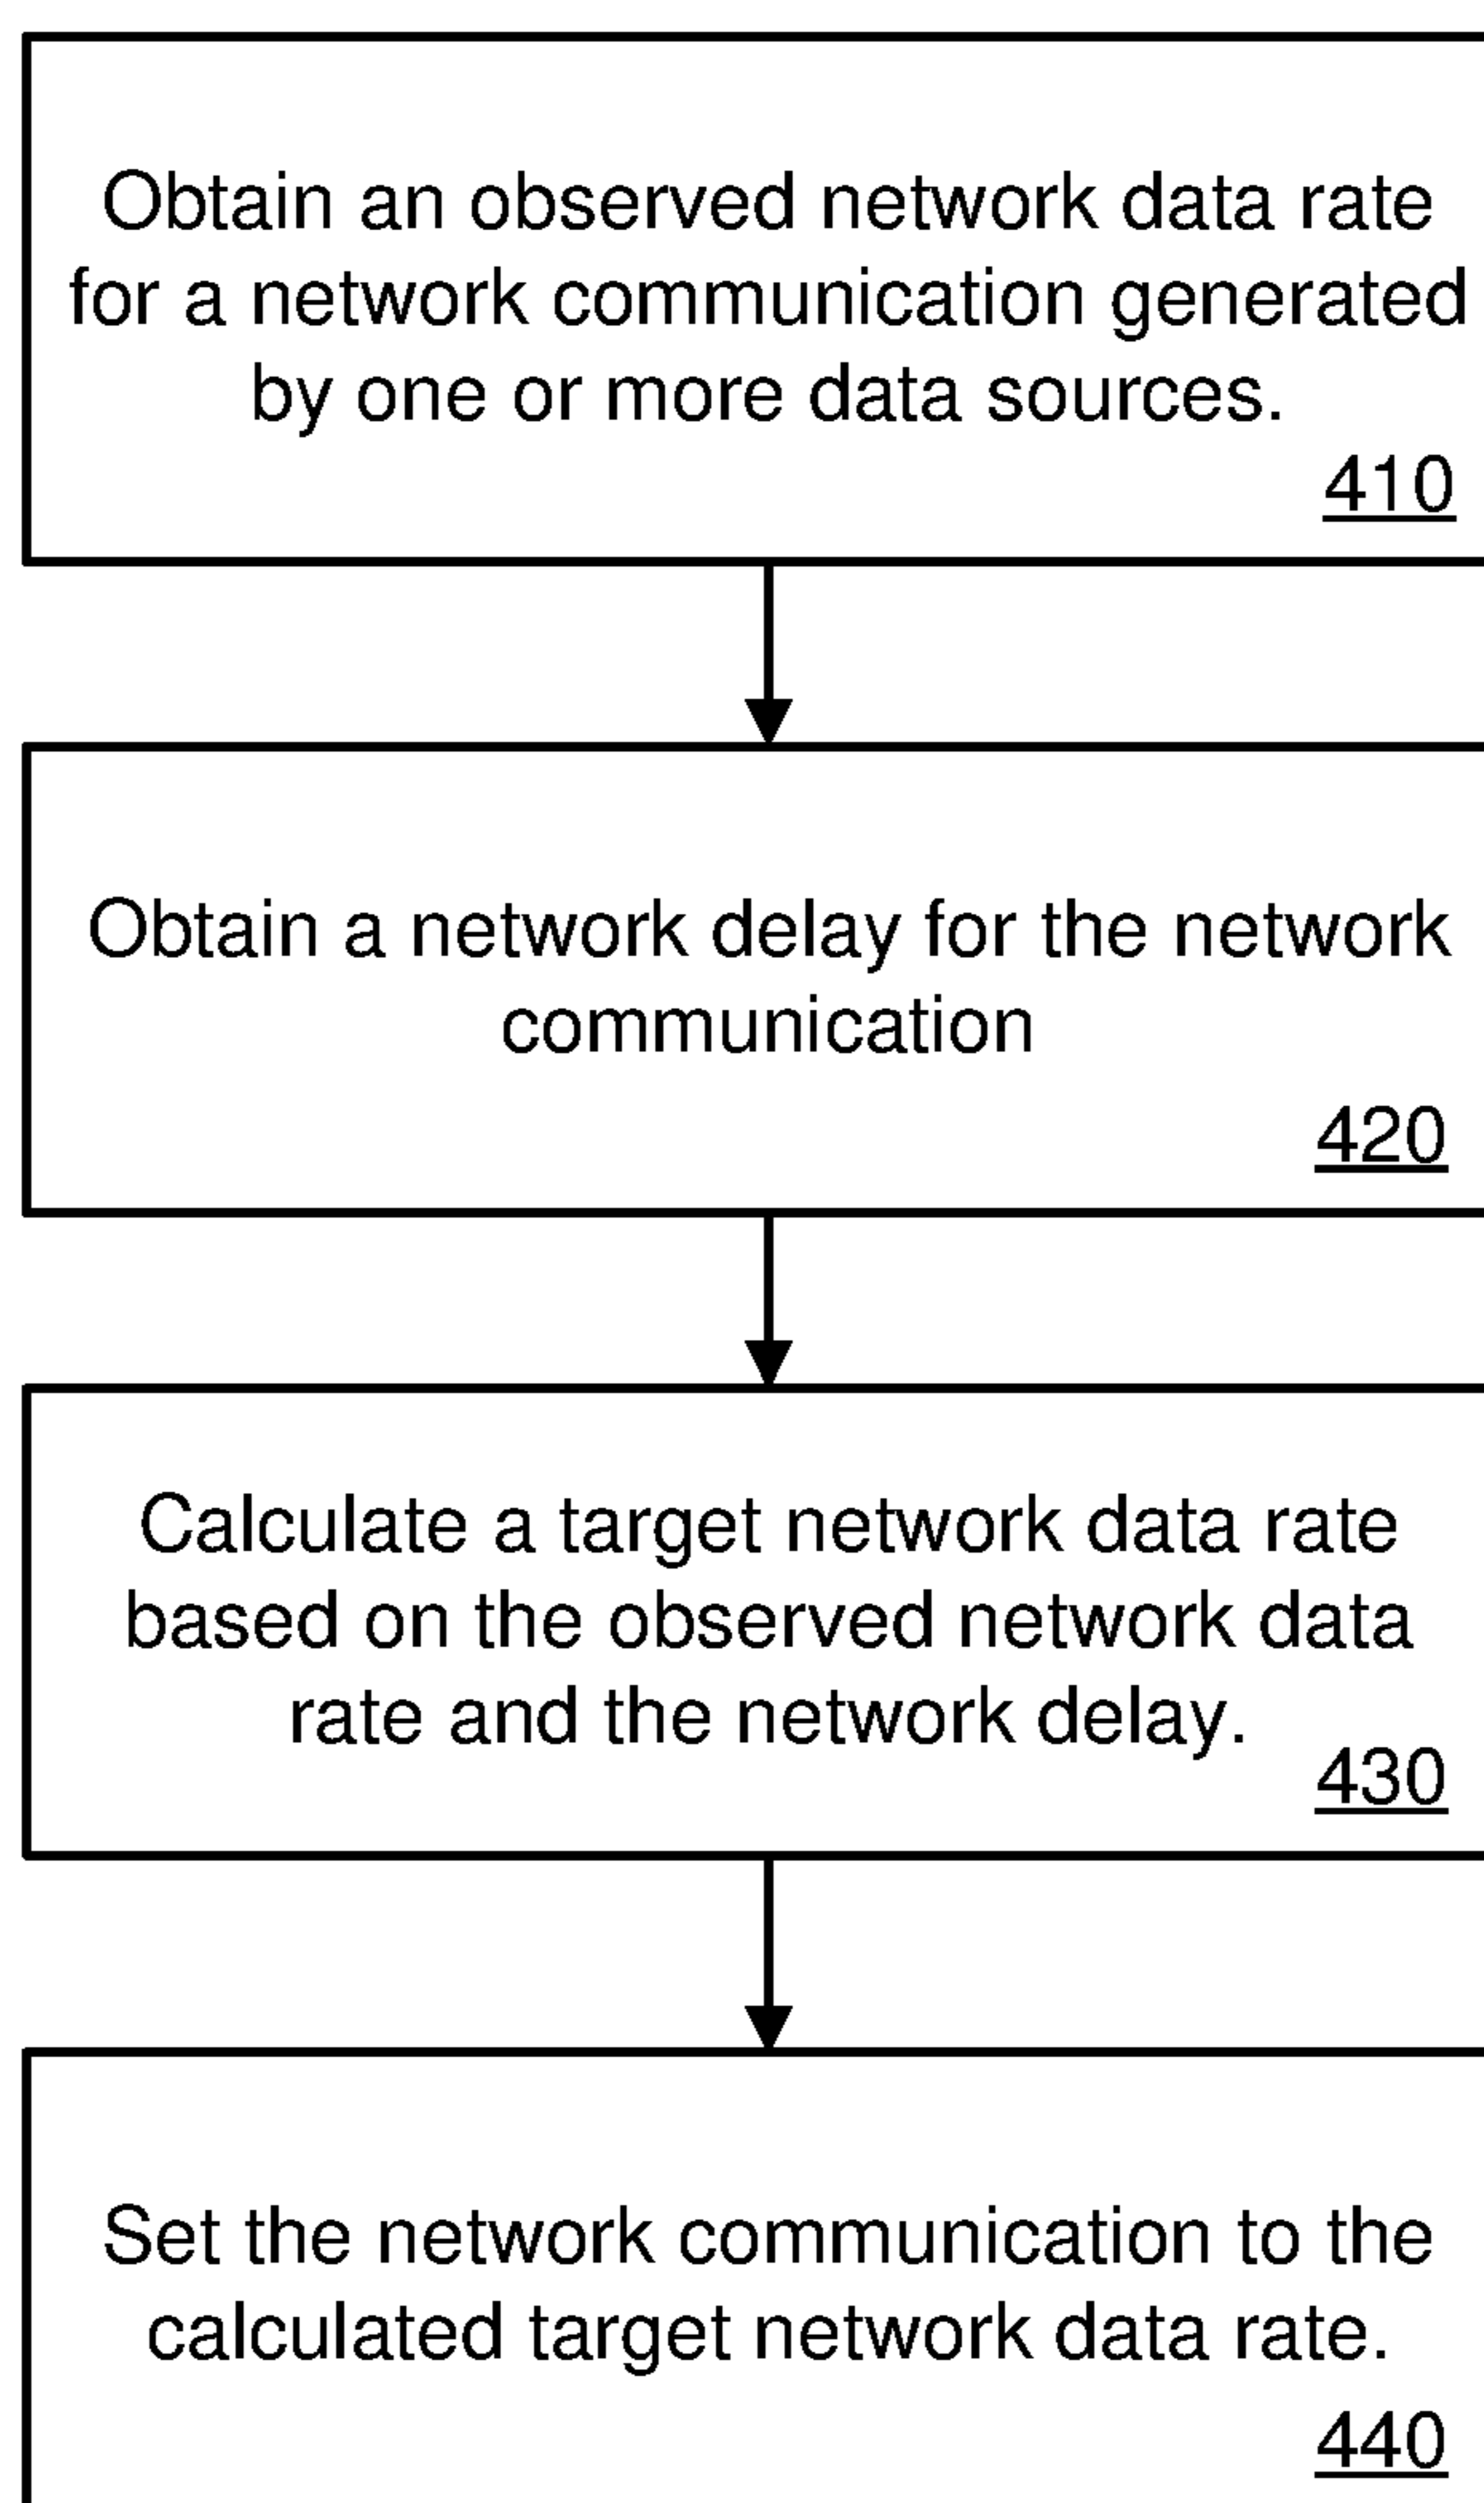 Obtain an observed network data rate
for a network communication generated
by one or more data sources.
410
Obtain a network delay for the network
communication
420
Calculate a target network data rate
based on the observed network data
rate and the network delay.
430
Set the network communication to the
calculated target network data rate.
440